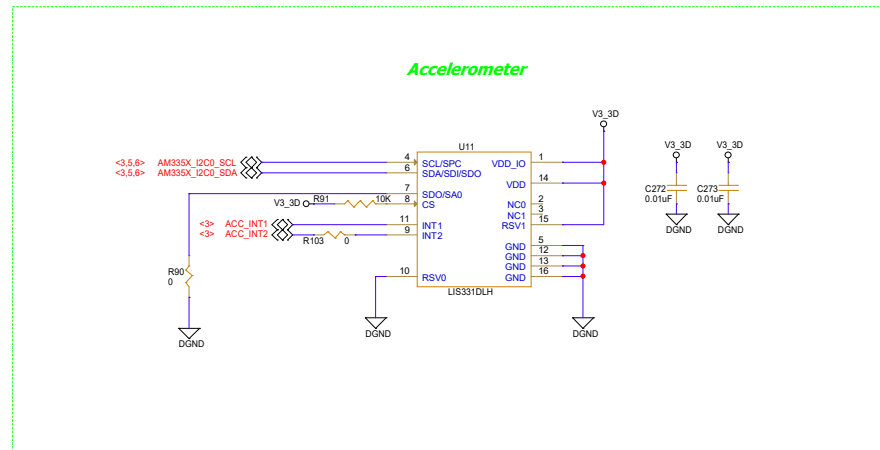 Accelerometer
V3_3D
U11
<3,5,6> AM335X_I2C0_SCL
4 SCL/SPC VDD_IO 1
<3,5,6> AM335X_I2C0_SDA
6 SDA/SDI/SDO
VDD 14
7 SDO/SA0
V3_3D R91 10K 8 CS
NC0 2
NC1 3
<3> ACC_INT1 11 INT1 RSV1 15
<3> ACC_INT2 R103 0 9 INT2
GND 5
GND 12
GND 13
10 RSV0 GND 16
LIS331DLH
R90
0
DGND
DGND
DGND
V3_3D V3_3D
C272 C273
0.01uF 0.01uF
DGND DGND